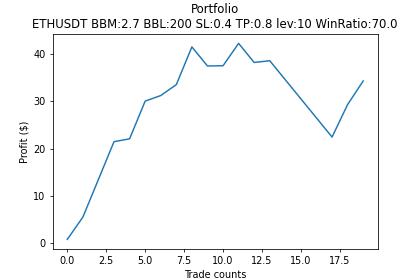 Portfolio
ETHUSDT BBM:2.7 BBL:200 SL:0.4 TP:0.8 lev:10 WinRatio:70.0
40
30
20
10
0
Profit ($)
0.0 2.5 5.0 7.5 10.0 12.5 15.0 17.5
Trade counts